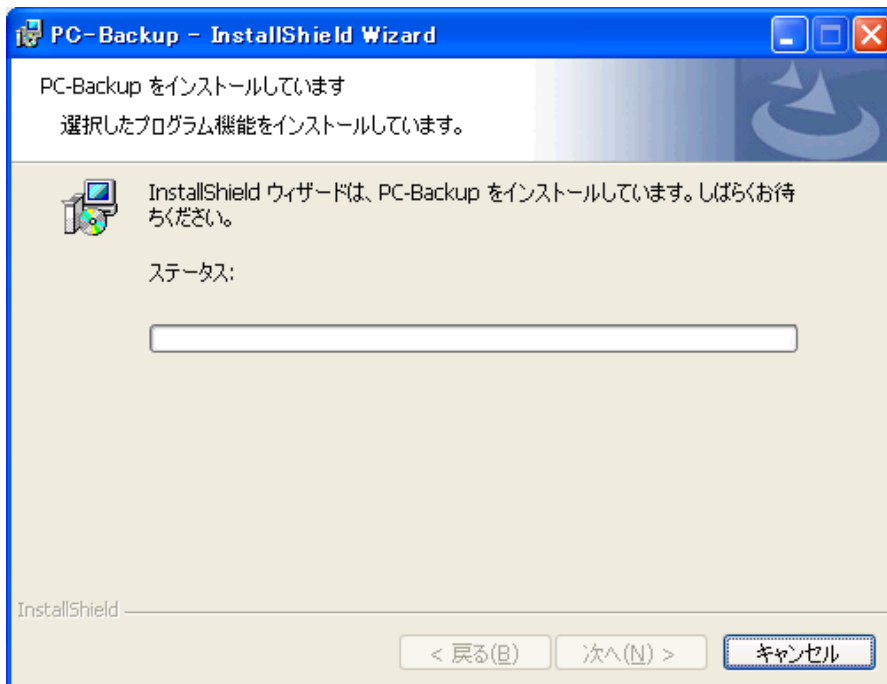 PC-Backup - InstallShield Wizard
PC-Backup をインストールしています
選択したプログラム機能をインストールしています。
InstallShield ウィザードは、PC-Backup をインストールしています。しばらくお待
ちください。
ステータス:
InstallShield
< 戻る(B) 次へ(N) > キャンセル